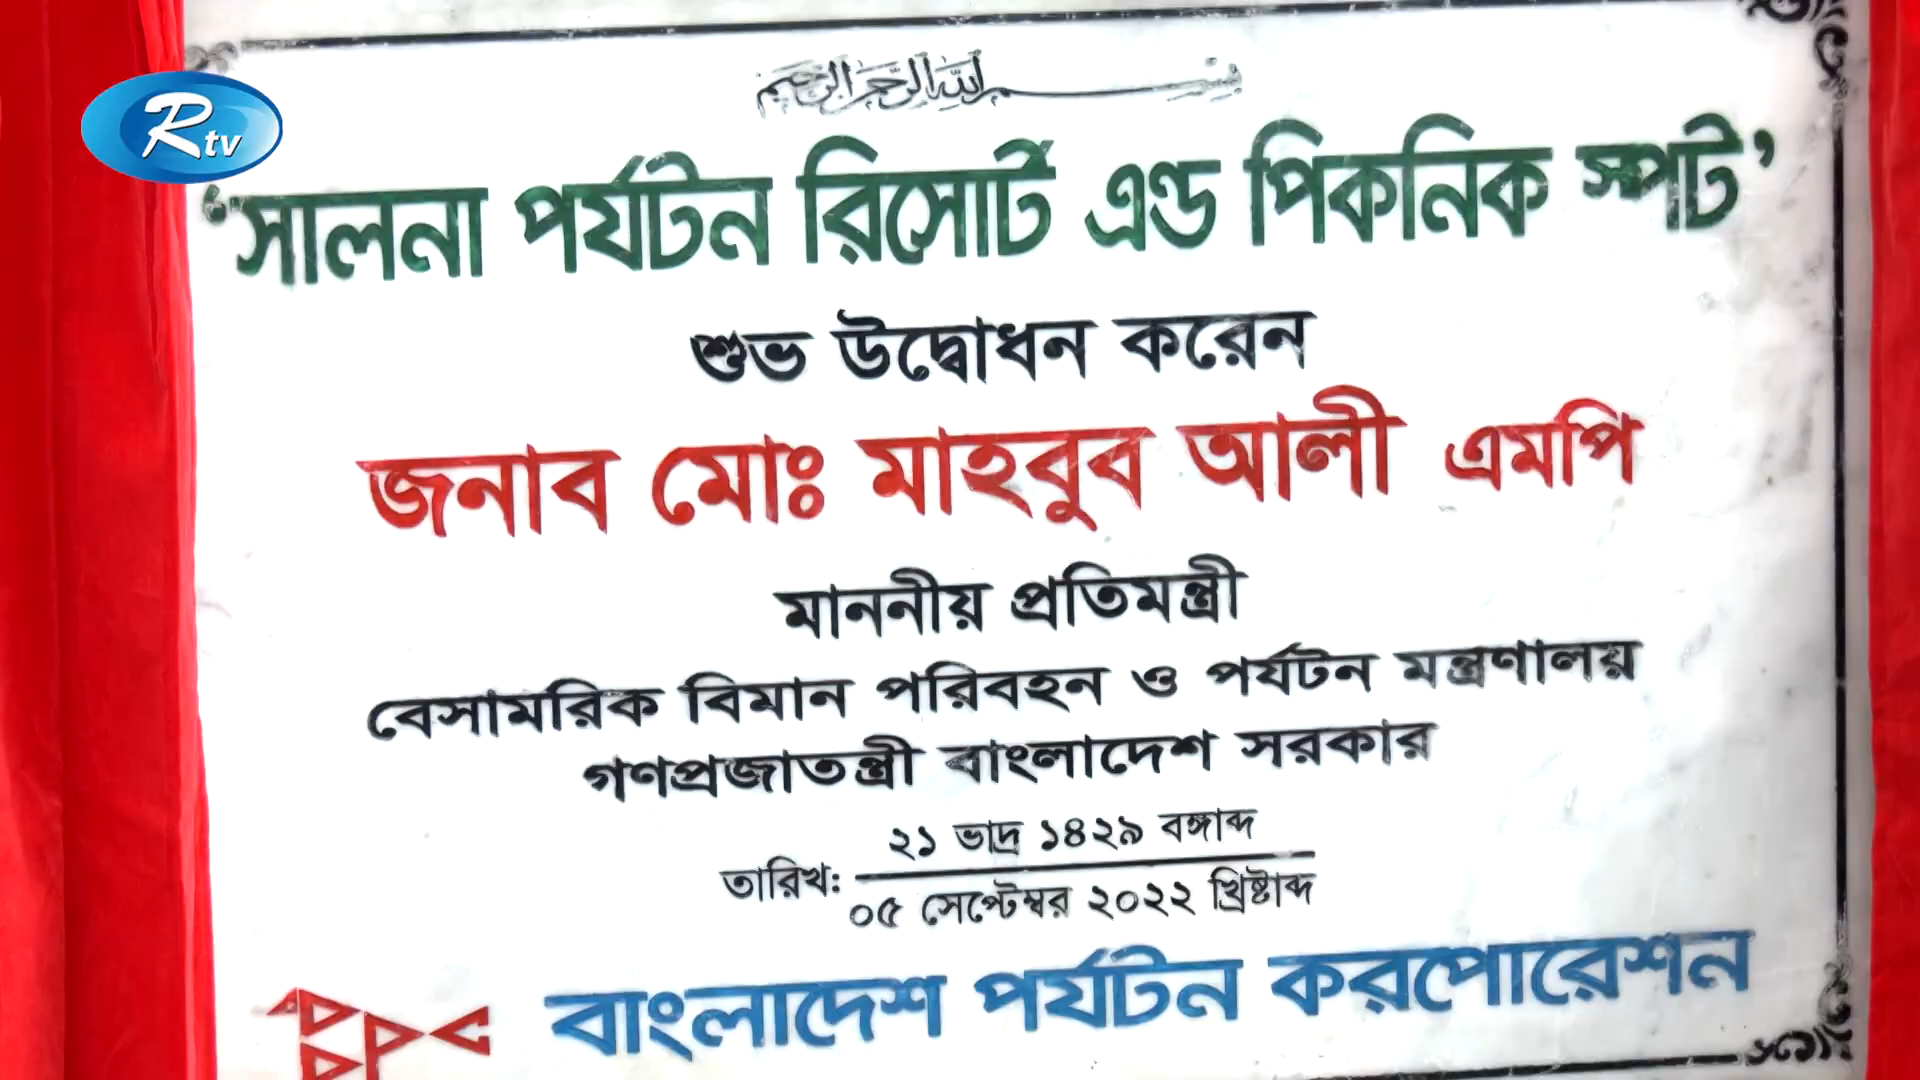 بسم الله الرحمن الرحيم
Rtv
‘সালনা পর্যটন রিসোর্ট এণ্ড পিকনিক স্পট’
শুভ উদ্বোধন করেন
জনাব মোঃ মাহবুব আলী এমপি
মাননীয় প্রতিমন্ত্রী
বেসামরিক বিমান পরিবহন ও পর্যটন মন্ত্রণালয়
গণপ্রজাতন্ত্রী বাংলাদেশ সরকার
২১ ভাদ্র ১৪২৯ বঙ্গাব্দ
তারিখ:
০৫ সেপ্টেম্বর ২০২২ খ্রিষ্টাব্দ
বাংলাদেশ পর্যটন করপোরেশন